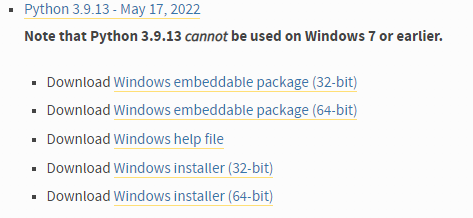 Python 3.9.13 - May 17, 2022
Note that Python 3.9.13 cannot be used on Windows 7 or earlier.
Download Windows embeddable package (32-bit)
Download Windows embeddable package (64-bit)
Download Windows help file
Download Windows installer (32-bit)
Download Windows installer (64-bit)